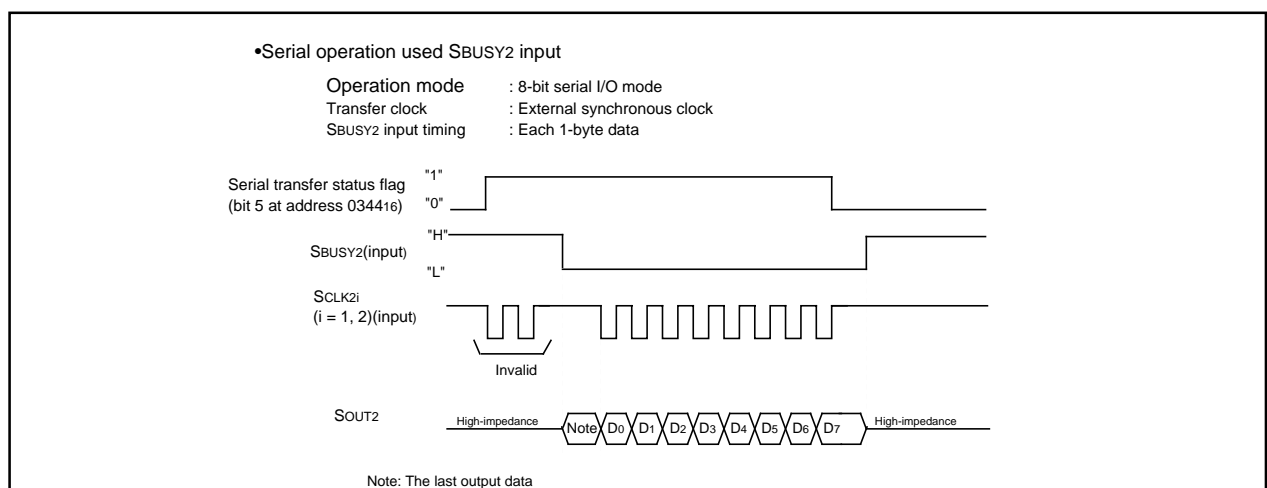 •Serial operation used SBUSY2 input
Operation mode : 8-bit serial I/O mode
Transfer clock : External synchronous clock
SBUSY2 input timing : Each 1-byte data
Serial transfer status flag
(bit 5 at address 034416)
"1"
"0"
SBUSY2(input)
"H"
"L"
SCLK2i
(i = 1, 2)(input)
Invalid
SOUT2
High-impedance Note D0 D1 D2 D3 D4 D5 D6 D7 High-impedance
Note: The last output data